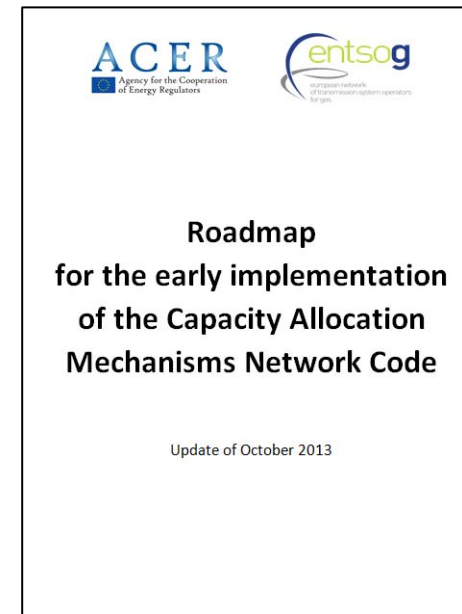 ACER
Agency for the Cooperation
of Energy Regulators
entsog
european network
of transmission system operators
for gas
Roadmap
for the early implementation
of the Capacity Allocation
Mechanisms Network Code
Update of October 2013